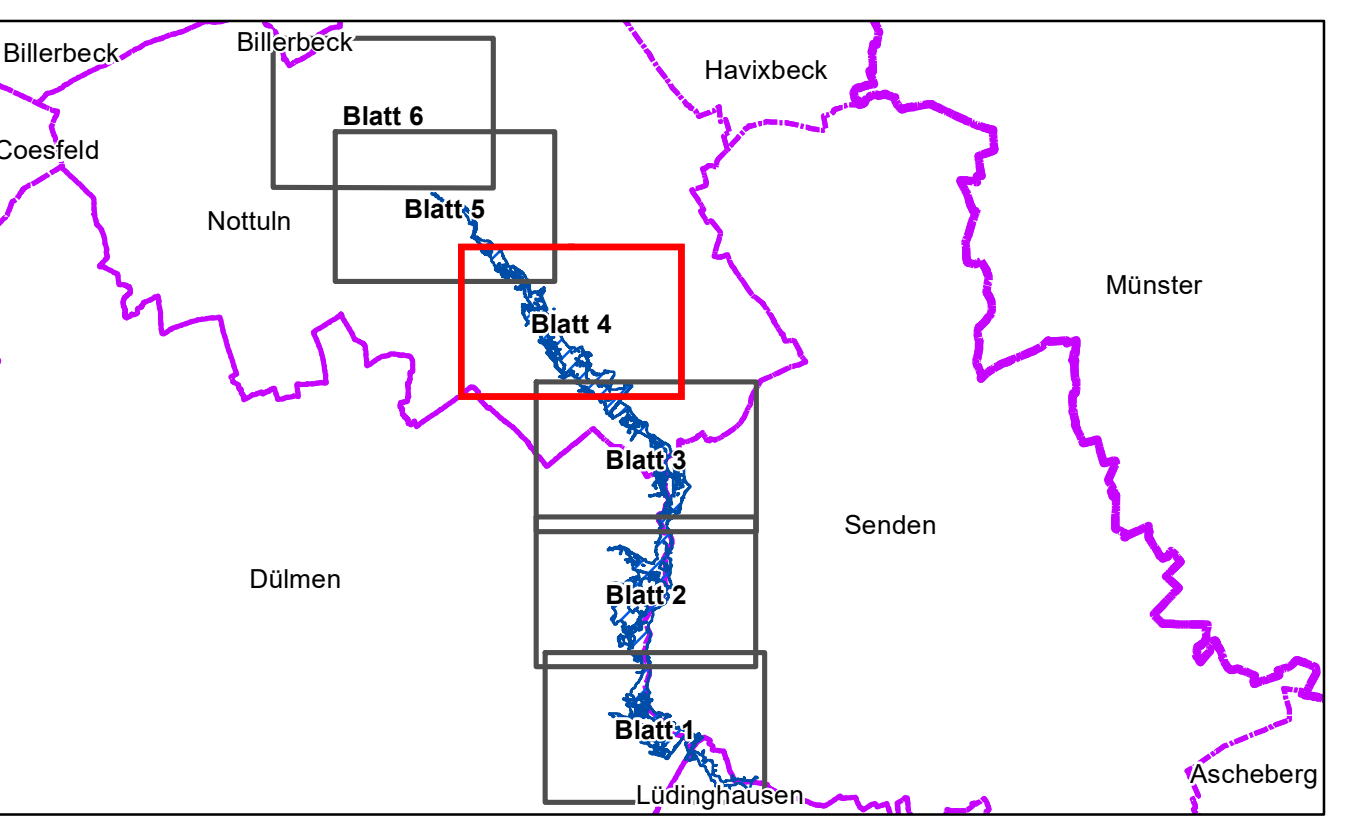 Billerbeck
Billerbeck
Havixbeck
Blatt 6
Coesfeld
Blatt 5
Nottuln
Münster
Blatt 4
Blatt 3
Senden
Dülmen
Blatt 2
Blatt 1
Ascheberg
Lüdinghausen